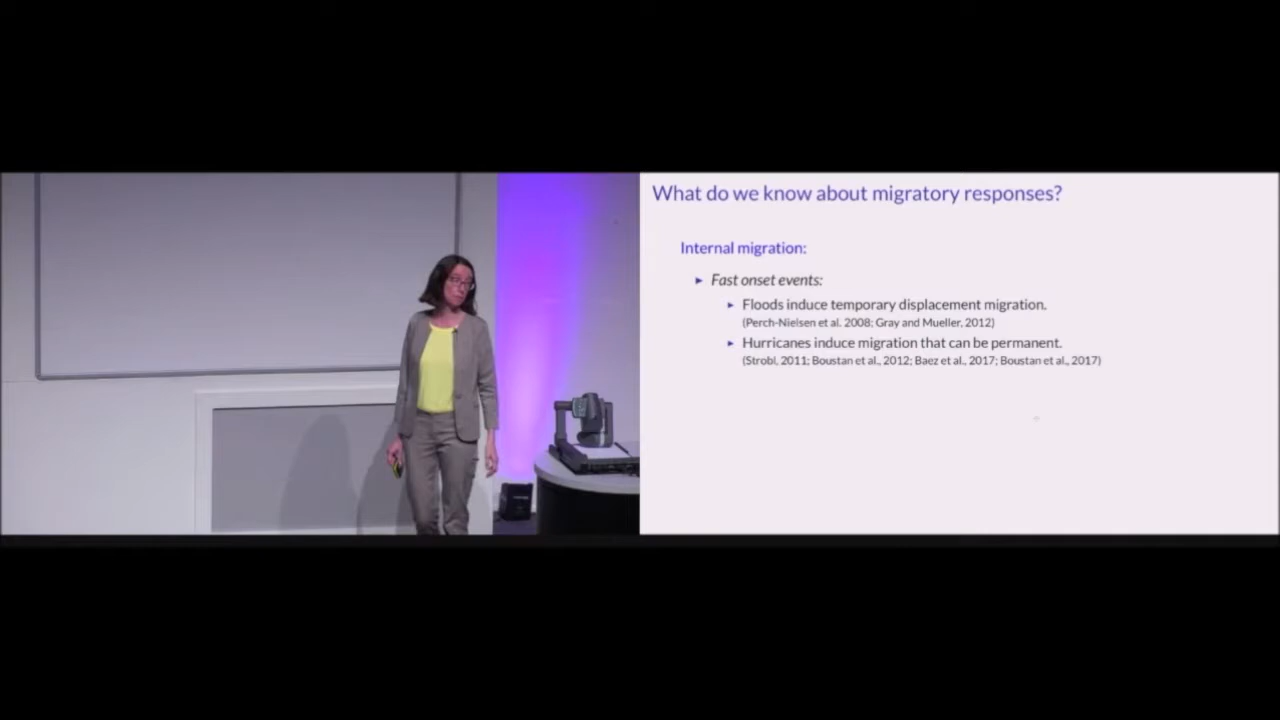 What do we know about migratory responses?
Internal migration:
Fast onset events:
Floods induce temporary displacement migration.
(Perch-Nielsen et al. 2008; Gray and Mueller, 2012)
Hurricanes induce migration that can be permanent.
(Strobl, 2011; Boustan et al., 2012; Baez et al., 2017; Boustan et al., 2017)